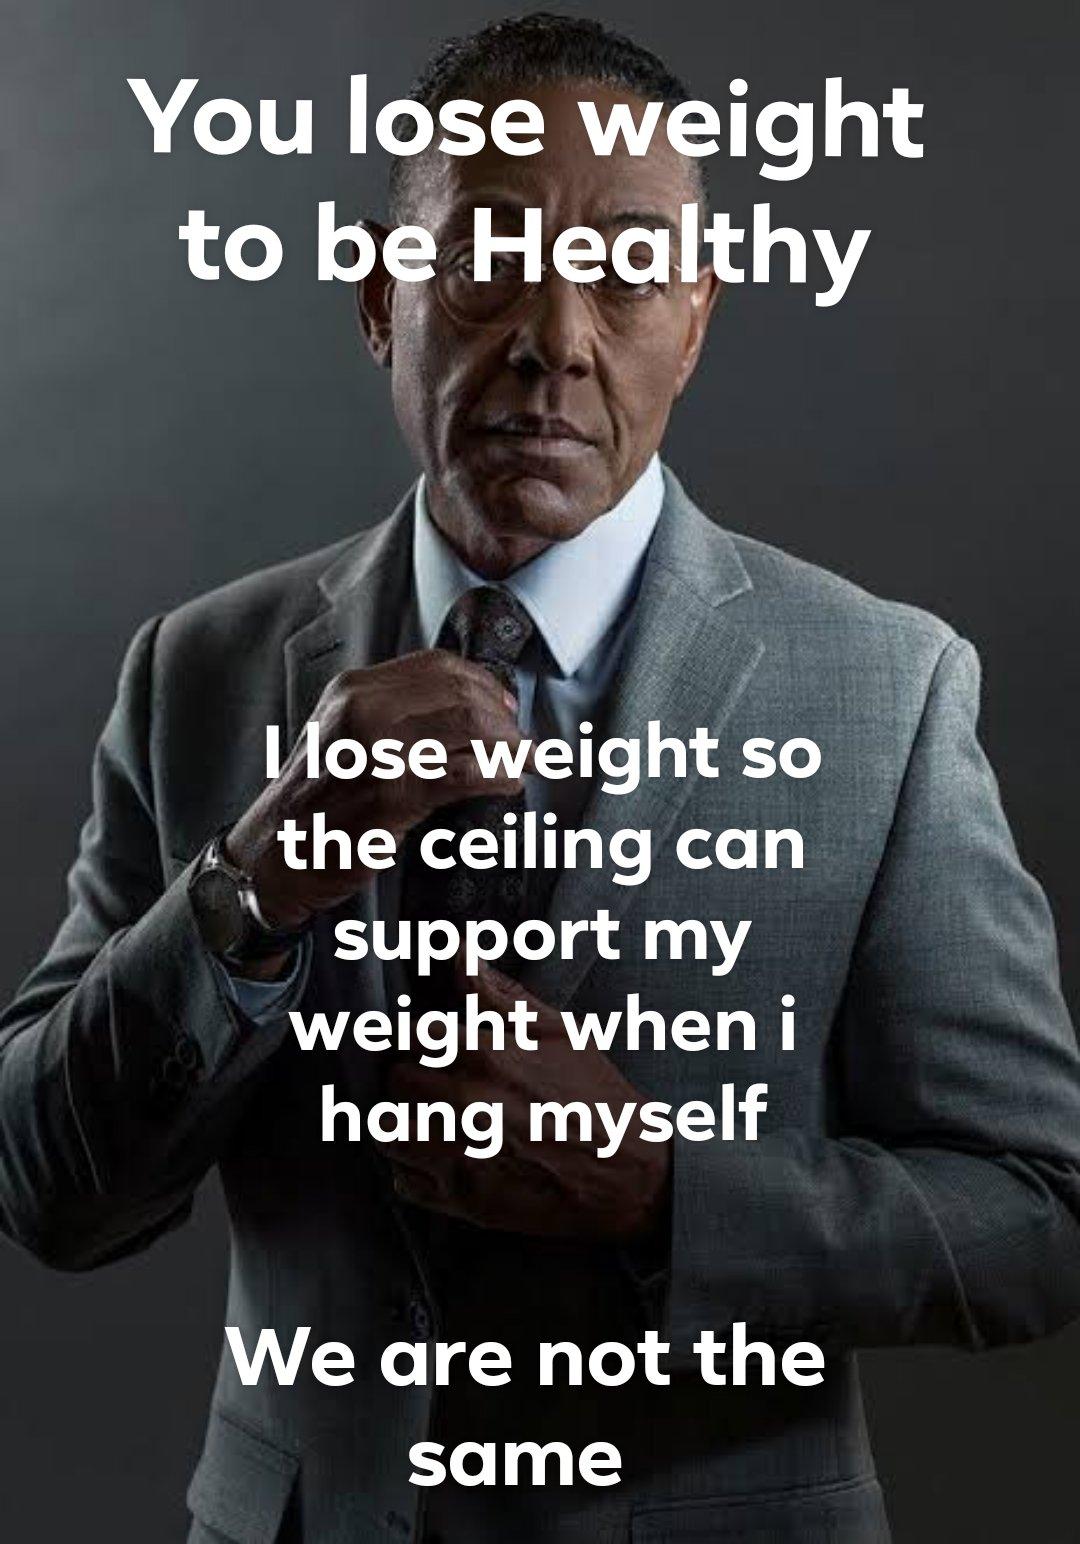 You lose weight
to be Healthy
I lose weight so
the ceiling can
support my
weight when i
hang myself
We are not the
same